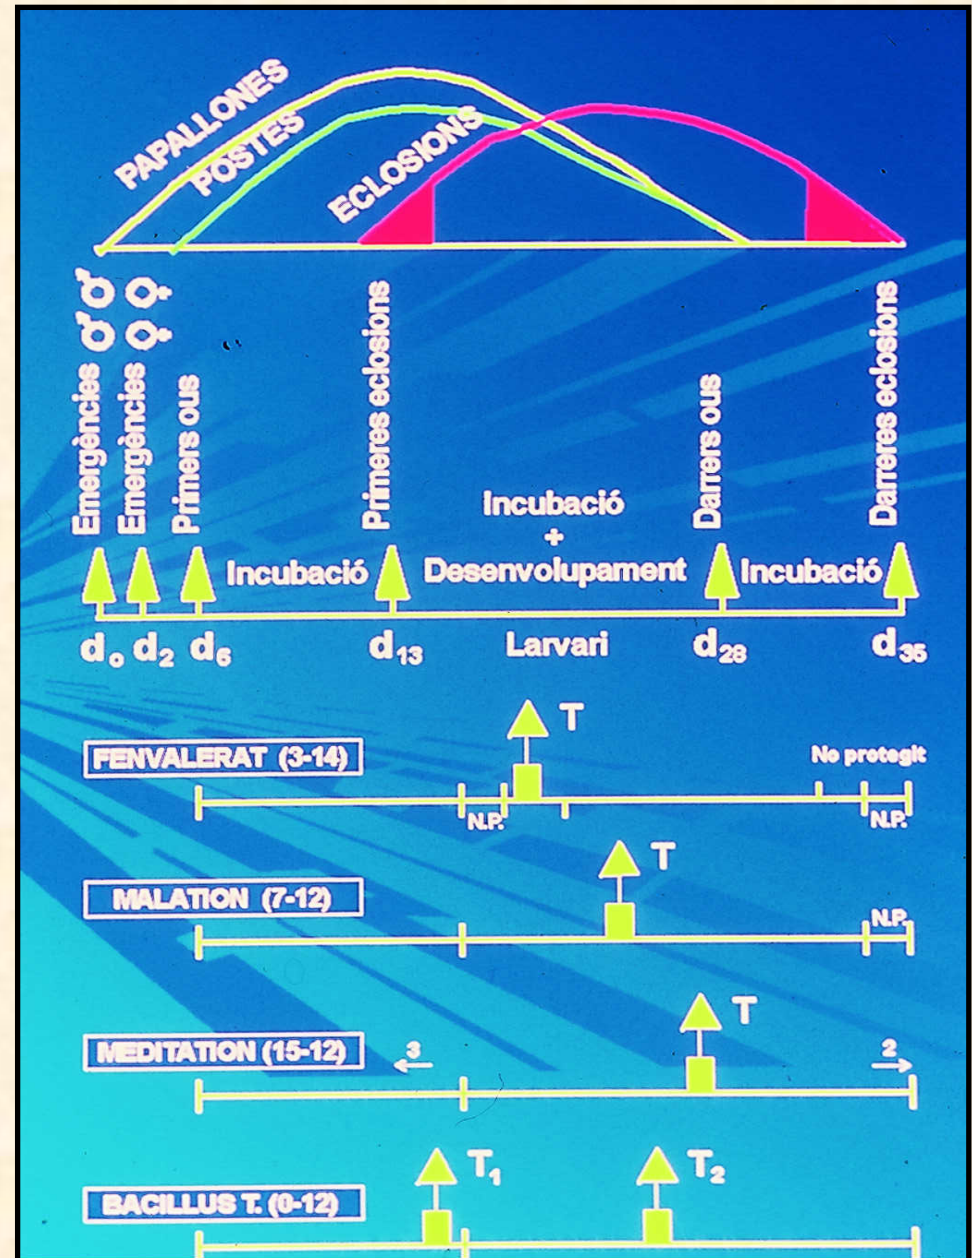 PAPALLONES
POSTES
ECLOSIONS
Emergències ♂♂
Emergències ♀♀
Primers ous
Primeres eclosions
Darrers ous
Darreres eclosions
Incubació
Incubació
+
Desenvolupament
Incubació
d₀ d₂ d₆ d₁₃ Larvari d₂₈ d₃₅
T
FENVALERAT (3-14)
No protegit
N.P.
N.P.
T
MALATION (7-12)
N.P.
T
MEDITATION (15-12)
3
2
T₁
T₂
BACILLUS T. (0-12)